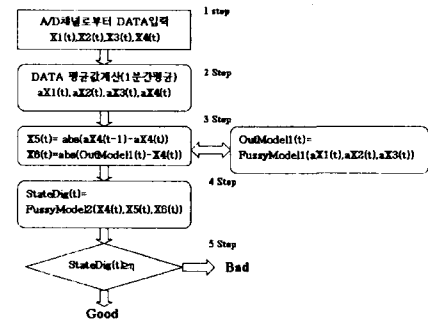 1 step
A/D채널로부터 DATA입력
X1(t),X2(t),X3(t),X4(t)
2 Step
DATA 평균값계산(1분간평균)
aX1(t),aX2(t),aX3(t),aX4(t)
3 Step
X5(t)= abs(aX4(t-1)-aX4(t))
X6(t)=abs(OutModel1(t)-X4(t))
OutModel1(t)=
FussyModel1(aX1(t),aX2(t),aX3(t))
4 Step
StateDig(t)=
FussyModel2(X4(t),X5(t),X6(t))
5 Step
StateDig(t)≥η
Bad
Good